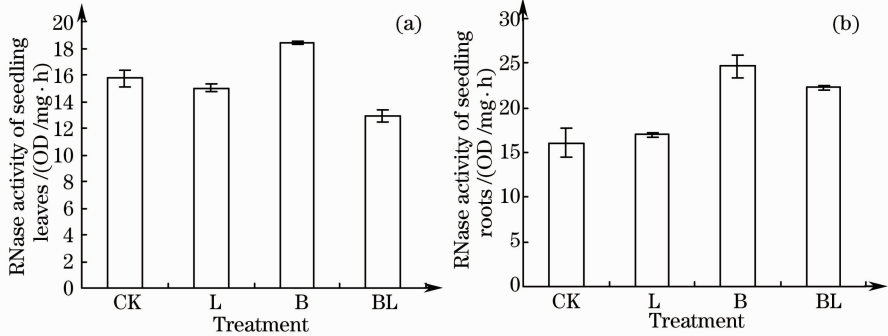 RNase activity of seedling
leaves /(OD /mg · h)
20
18
16
14
12
10
8
6
4
2
0
(a)
CK L B BL
Treatment
RNase activity of seedling
roots /(OD /mg · h)
30
25
20
15
10
5
0
(b)
CK L B BL
Treatment